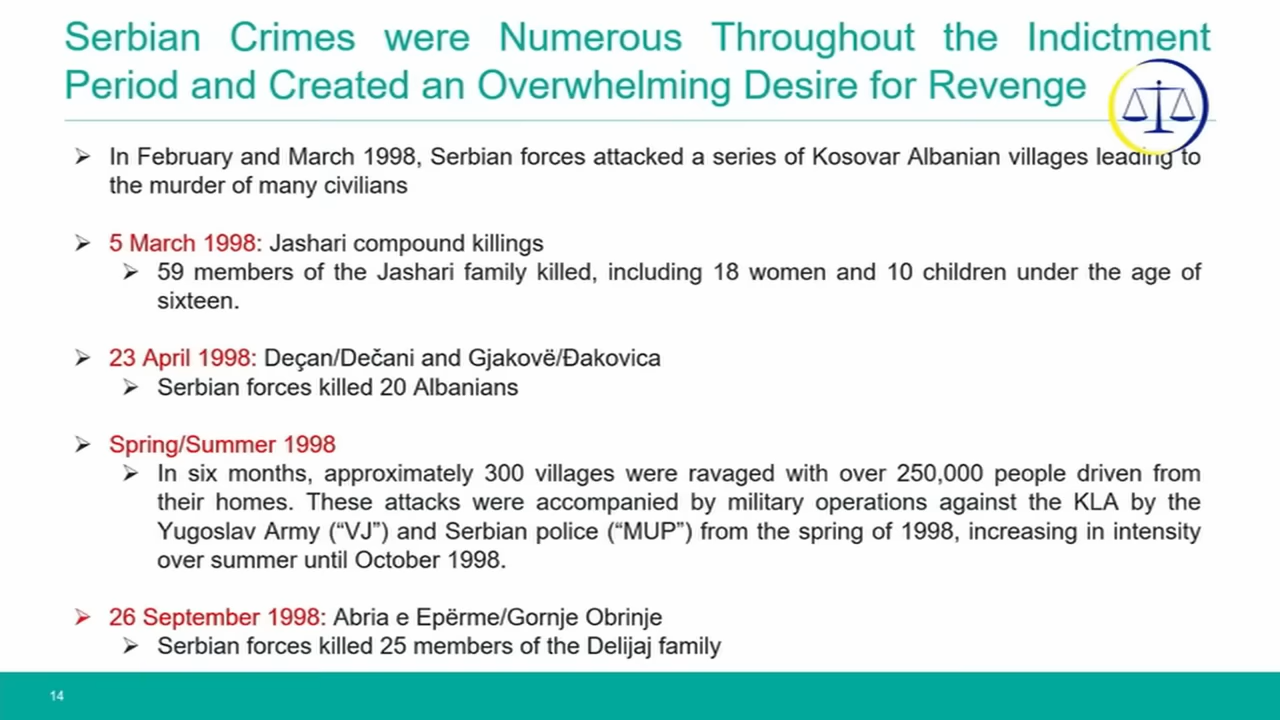 Serbian Crimes were Numerous Throughout the Indictment
Period and Created an Overwhelming Desire for Revenge
In February and March 1998, Serbian forces attacked a series of Kosovar Albanian villages leading to
the murder of many civilians
5 March 1998: Jashari compound killings
59 members of the Jashari family killed, including 18 women and 10 children under the age of
sixteen.
23 April 1998: Deçan/Dečani and Gjakovë/Đakovica
Serbian forces killed 20 Albanians
Spring/Summer 1998
In six months, approximately 300 villages were ravaged with over 250,000 people driven from
their homes. These attacks were accompanied by military operations against the KLA by the
Yugoslav Army (“VJ”) and Serbian police (“MUP”) from the spring of 1998, increasing in intensity
over summer until October 1998.
26 September 1998: Abria e Epërme/Gornje Obrinje
Serbian forces killed 25 members of the Delijaj family
14